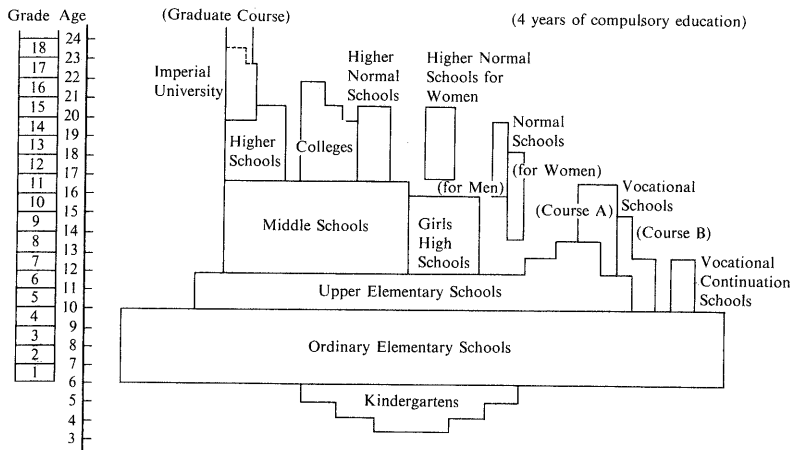 Grade Age
(Graduate Course)
(4 years of compulsory education)
24
18
23
17
22
16
21
15
20
14
19
13
18
12
17
11
16
10
15
9
14
8
13
7
12
6
11
5
10
4
9
3
8
2
7
1
6
5
4
3
Imperial
University
Higher
Normal
Schools
Higher Normal
Schools for
Women
Normal
Schools
(for Women)
(for Men)
Higher
Schools
Colleges
Vocational
Schools
(Course A)
(Course B)
Middle Schools
Girls
High
Schools
Vocational
Continuation
Schools
Upper Elementary Schools
Ordinary Elementary Schools
Kindergartens